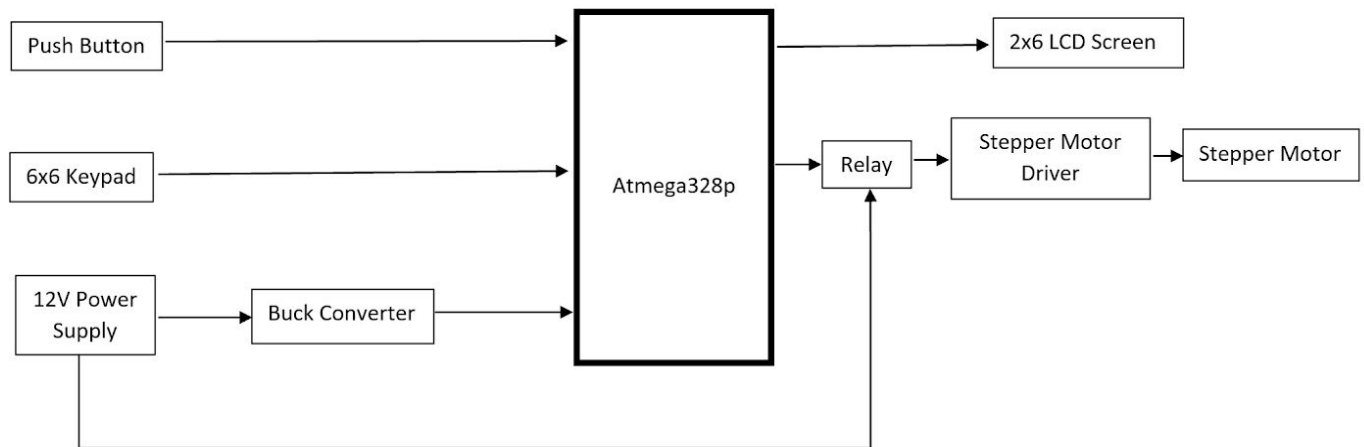 Push Button
2x6 LCD Screen
6x6 Keypad
Atmega328p
Relay
Stepper Motor
Driver
Stepper Motor
12V Power
Supply
Buck Converter